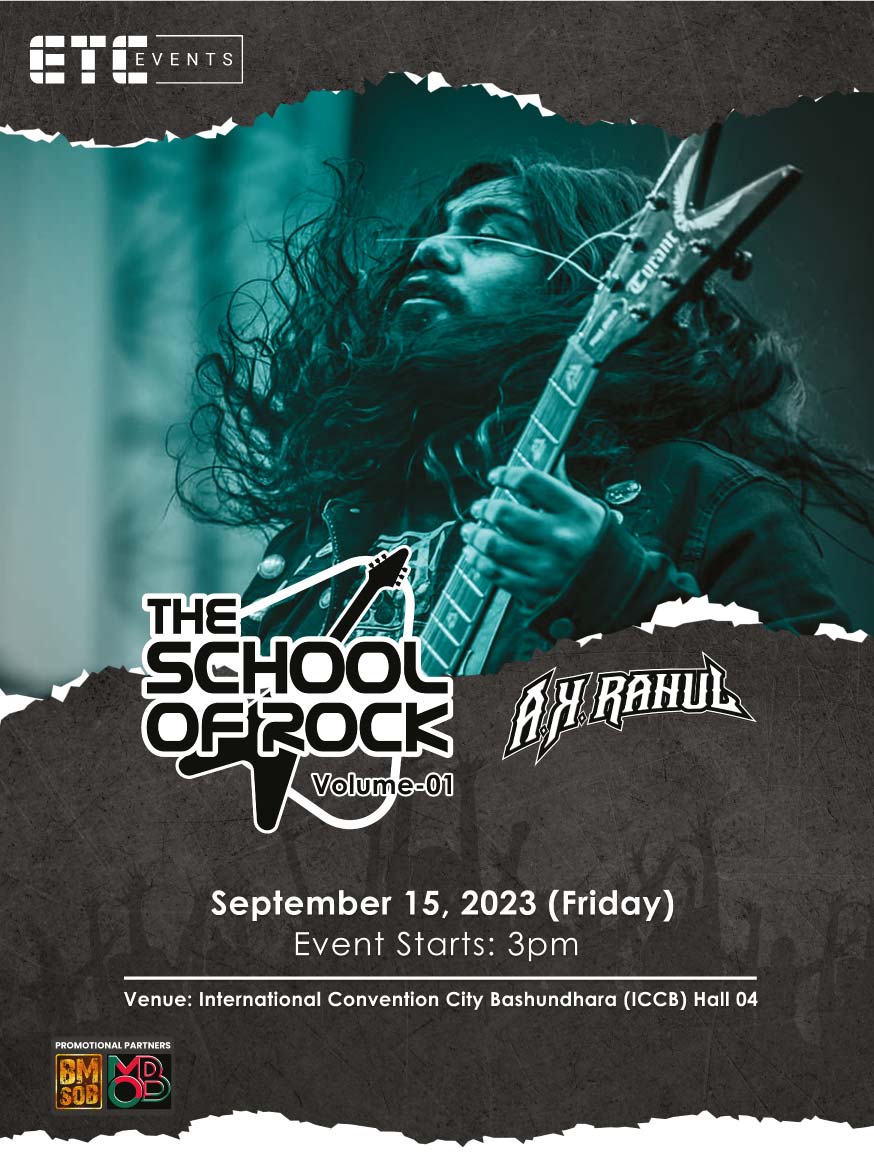 ETC EVENTS
Tyrant
THE
SCHOOL
OF ROCK
Volume-01
A.K. RAHUL
September 15, 2023 (Friday)
Event Starts: 3pm
Venue: International Convention City Bashundhara (ICCB) Hall 04
PROMOTIONAL PARTNERS
BM
SOB